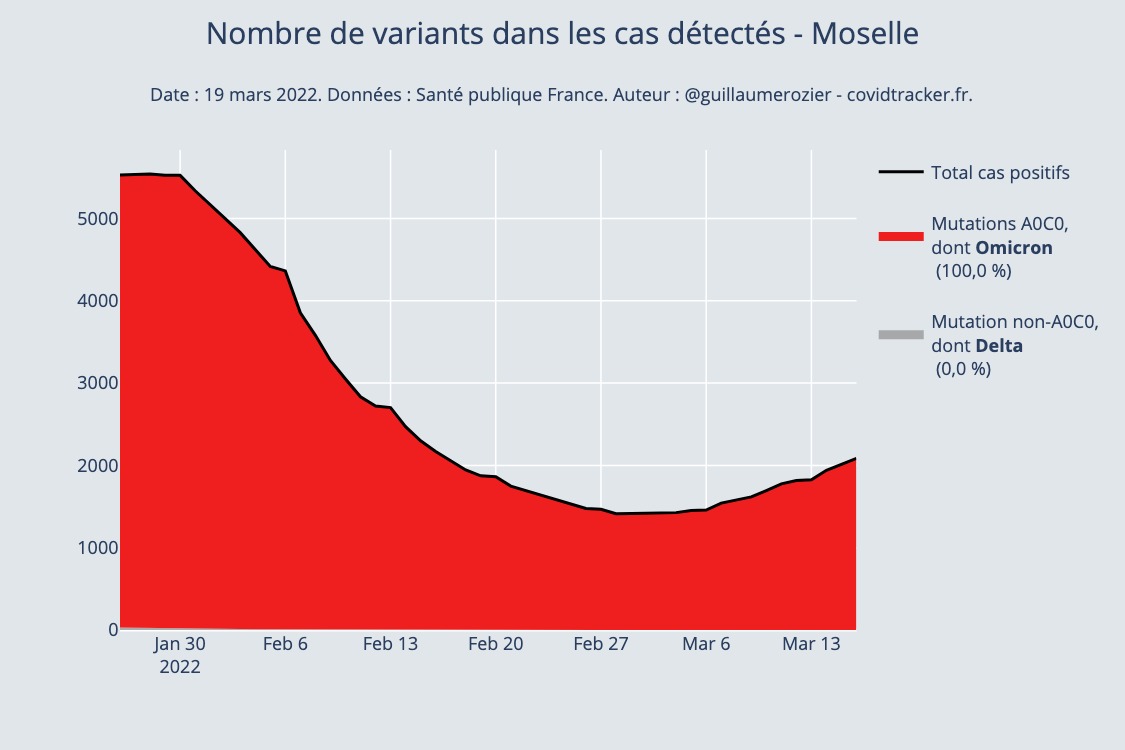 Nombre de variants dans les cas détectés - Moselle
Date : 19 mars 2022. Données : Santé publique France. Auteur : @guillaumerozier - covidtracker.fr.
Total cas positifs
Mutations A0C0,
dont Omicron
(100,0 %)
Mutation non-A0C0,
dont Delta
(0,0 %)
5000
4000
3000
2000
1000
0
Jan 30 Feb 6 Feb 13 Feb 20 Feb 27 Mar 6 Mar 13
2022